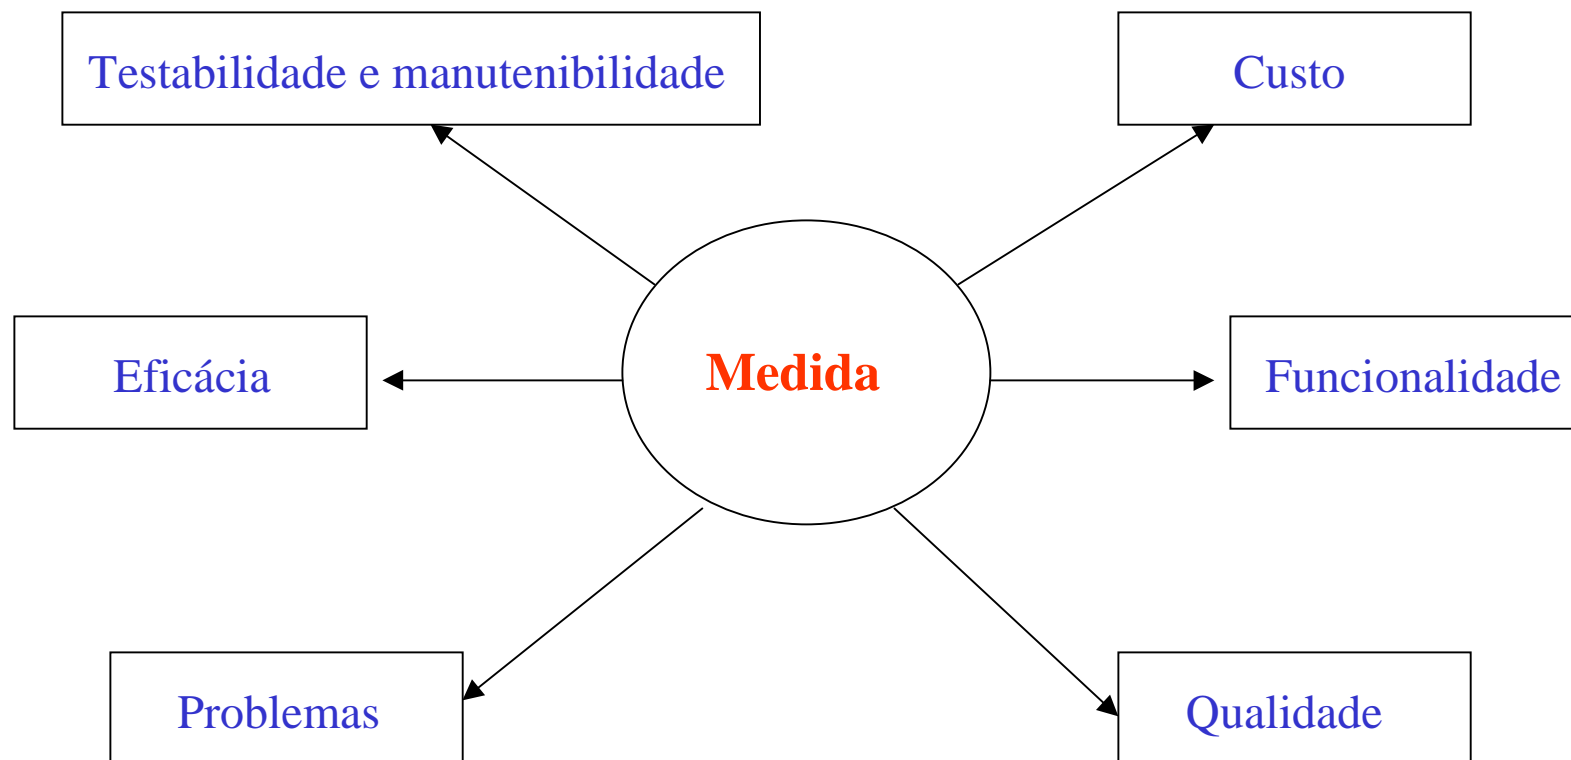 Testabilidade e manutenibilidade
Custo
Eficácia
Medida
Funcionalidade
Problemas
Qualidade